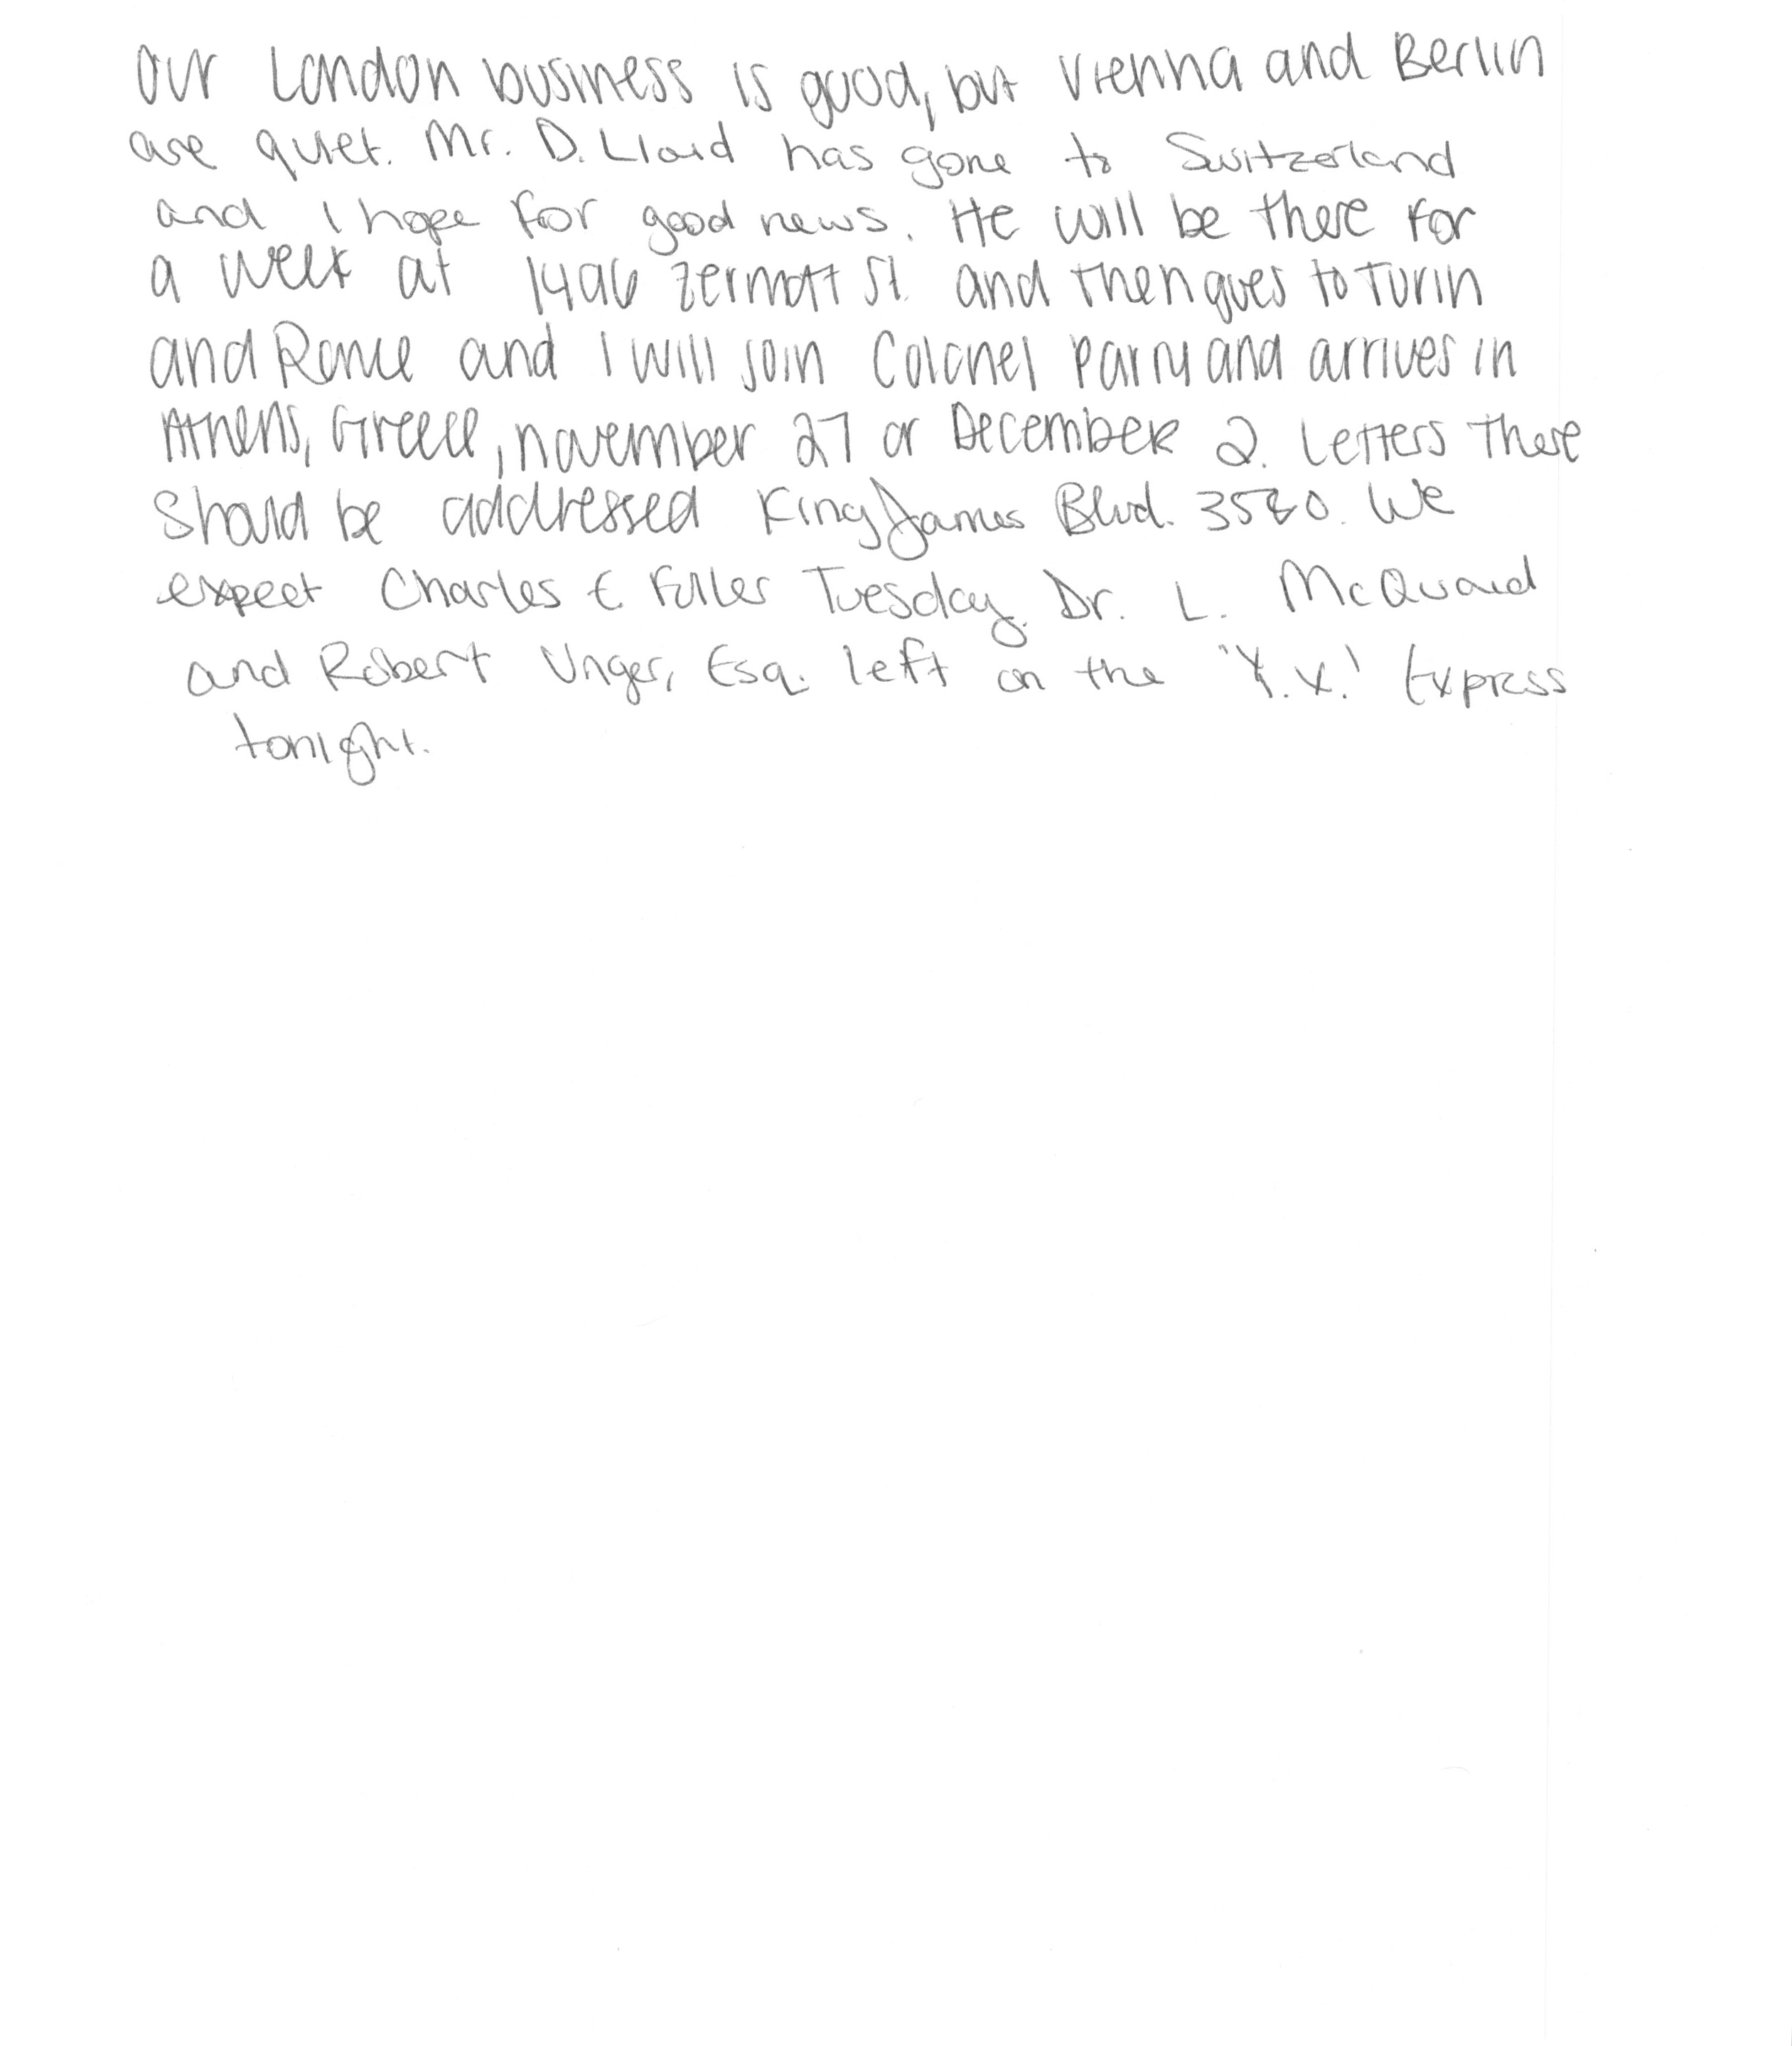 Our London business is good, but Vienna and Berlin
are quiet. Mr. D. Lloid has gone to Switzerland
and I hope for good news. He will be there for
a week at 1496 Zermott St. and then goes to Turin
and Rome and I will join Colonel Parry and arrives in
Athens, Greece, november 27 or December 2. Letters there
should be addressed King James Blvd. 3580. We
expect Charles E. Fuller Tuesday. Dr. L. McQuaid
and Robert Unger, Esq. left on the "Y.X." Express
tonight.